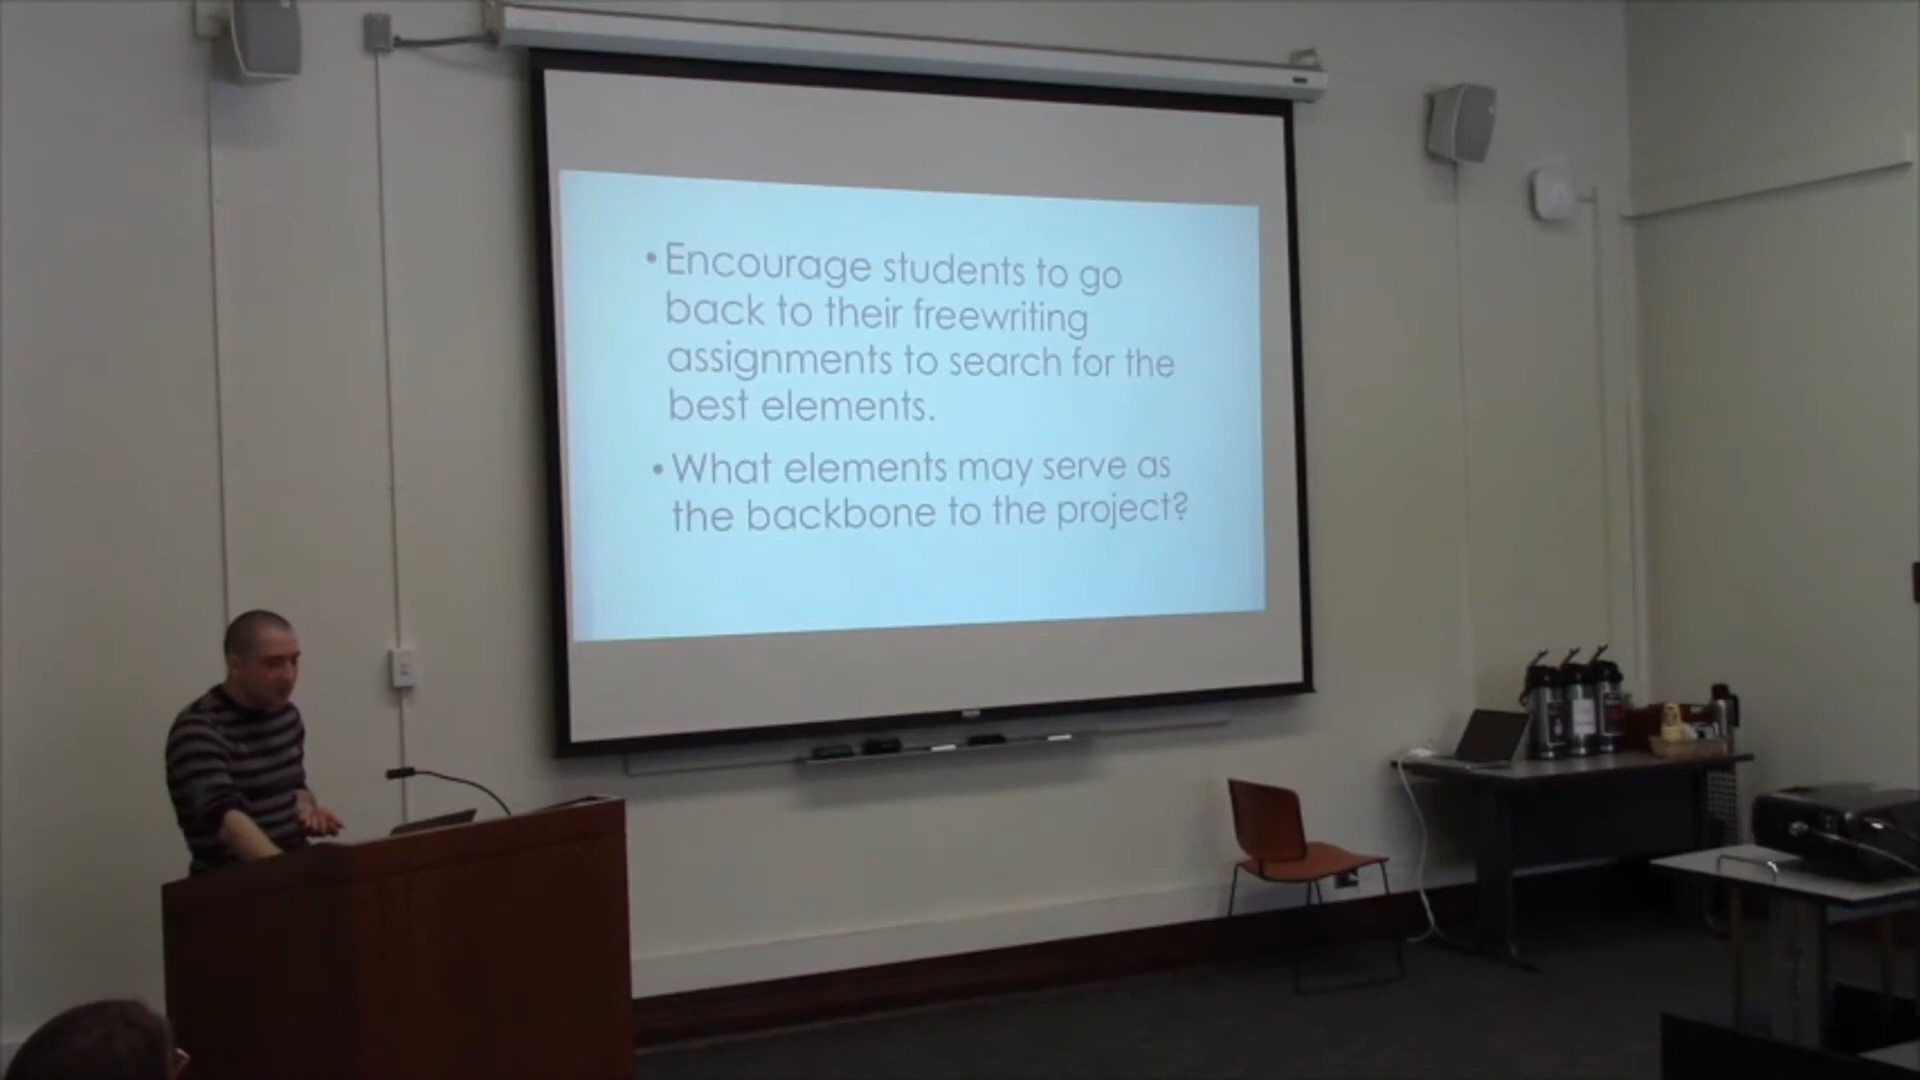 • Encourage students to go
back to their freewriting
assignments to search for the
best elements.
• What elements may serve as
the backbone to the project?